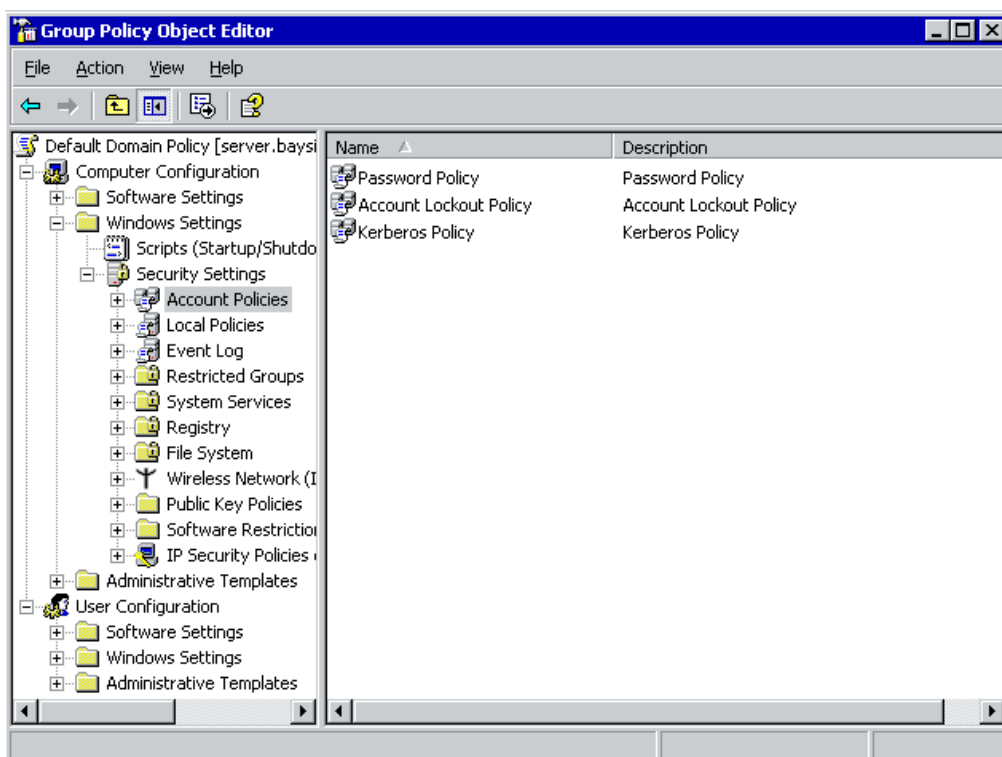 Group Policy Object Editor
File Action View Help
Default Domain Policy [server.baysi
Computer Configuration
Software Settings
Windows Settings
Scripts (Startup/Shutdo
Security Settings
Account Policies
Local Policies
Event Log
Restricted Groups
System Services
Registry
File System
Wireless Network (I
Public Key Policies
Software Restriction
IP Security Policies
Administrative Templates
User Configuration
Software Settings
Windows Settings
Administrative Templates
Name Description
Password Policy Password Policy
Account Lockout Policy Account Lockout Policy
Kerberos Policy Kerberos Policy